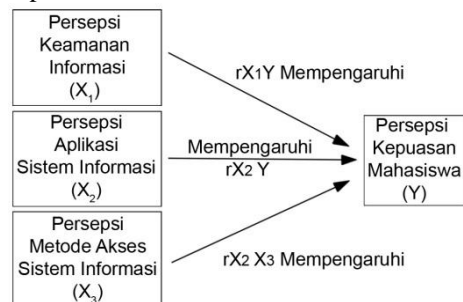 Persepsi
Keamanan
Informasi
(X1)
rX1Y Mempengaruhi
Persepsi
Aplikasi
Sistem Informasi
(X2)
Mempengaruhi
rX2 Y
Persepsi
Kepuasan
Mahasiswa
(Y)
Persepsi
Metode Akses
Sistem Informasi
(X3)
rX2 X3 Mempengaruhi